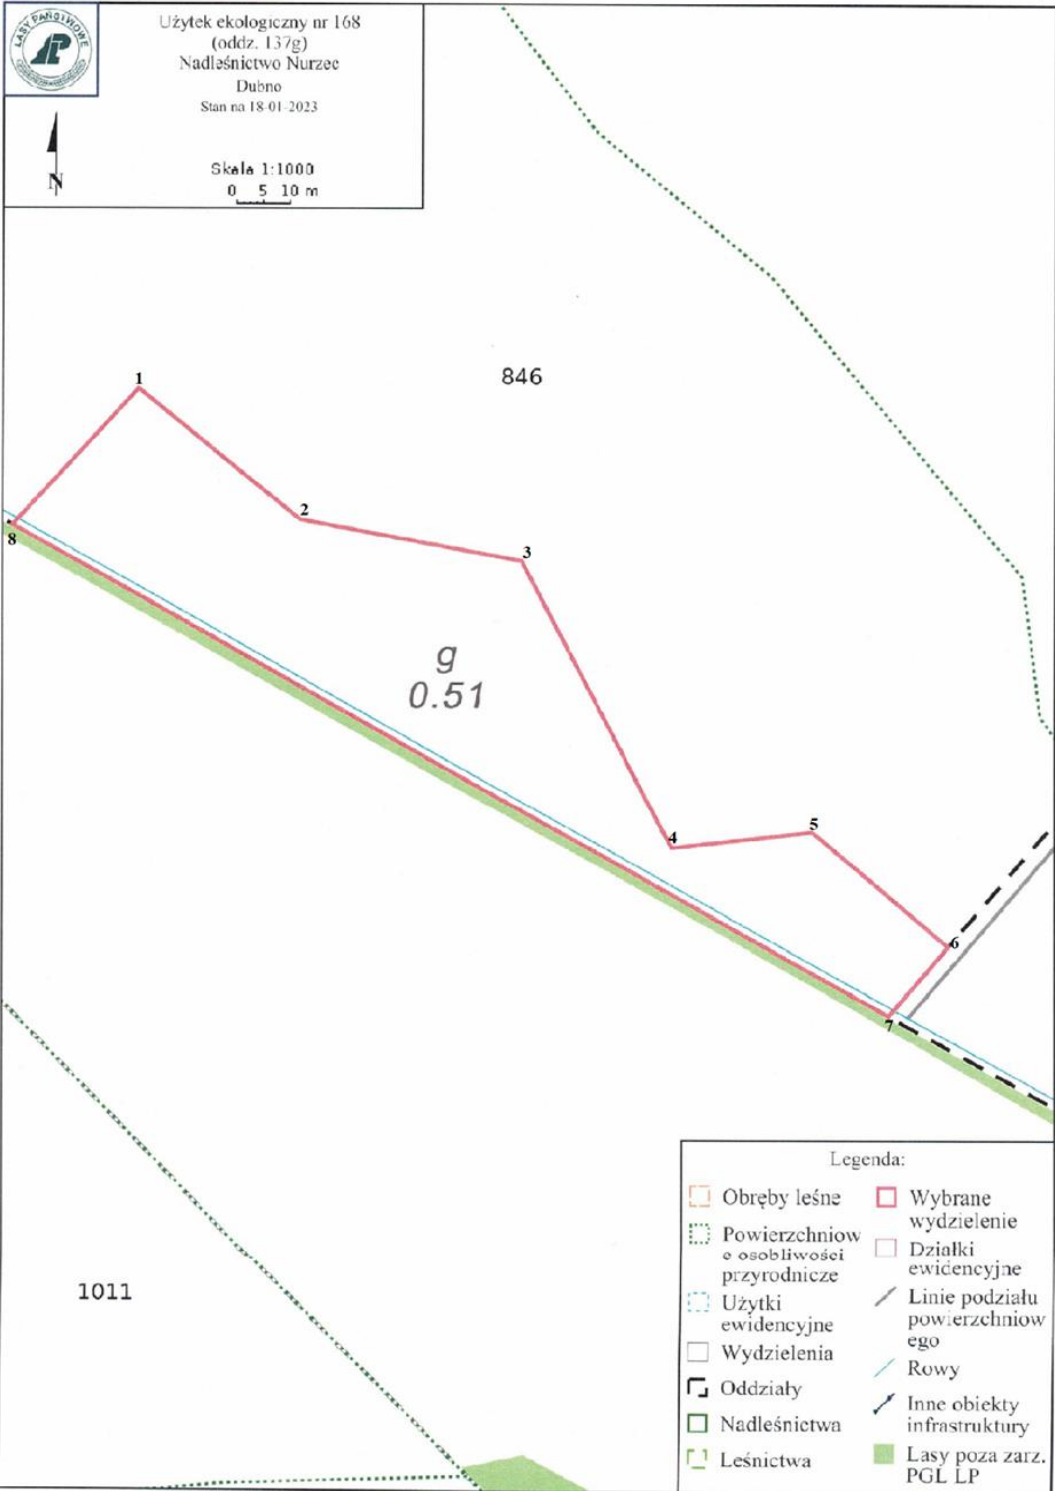 LASY PAŃSTWOWE
Użytek ekologiczny nr 168
(oddz. 137g)
Nadleśnictwo Nurzec
Dubno
Stan na 18-01-2023
N
Skala 1:1000
0 5 10 m
846
1
2
3
8
g
0.51
4
5
6
7
1011
Legenda:
Obręby leśne
Powierzchniow
e osobliwości
przyrodnicze
Użytki
ewidencyjne
Wydzielenia
Oddziały
Nadleśnictwa
Leśnictwa
Wybrane
wydzielenie
Działki
ewidencyjne
Linie podziału
powierzchniow
ego
Rowy
Inne obiekty
infrastruktury
Lasy poza zarz.
PGL LP